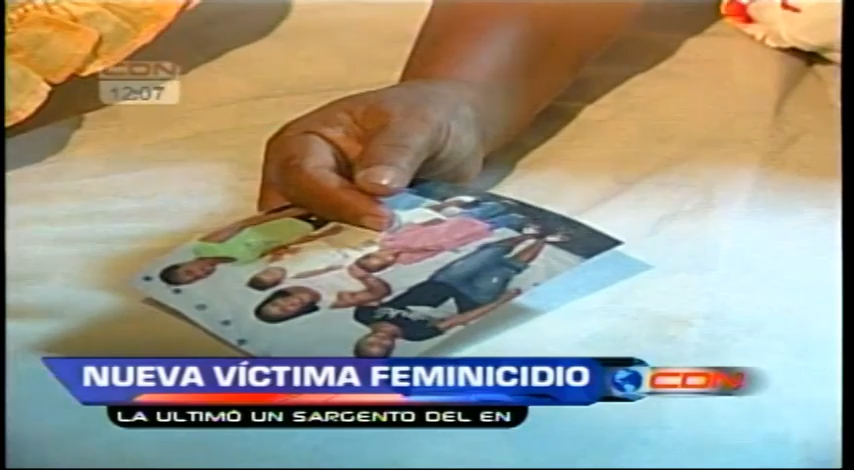 CDN
12:07
NUEVA VÍCTIMA FEMINICIDIO
CDN
LA ULTIMÓ UN SARGENTO DEL EN